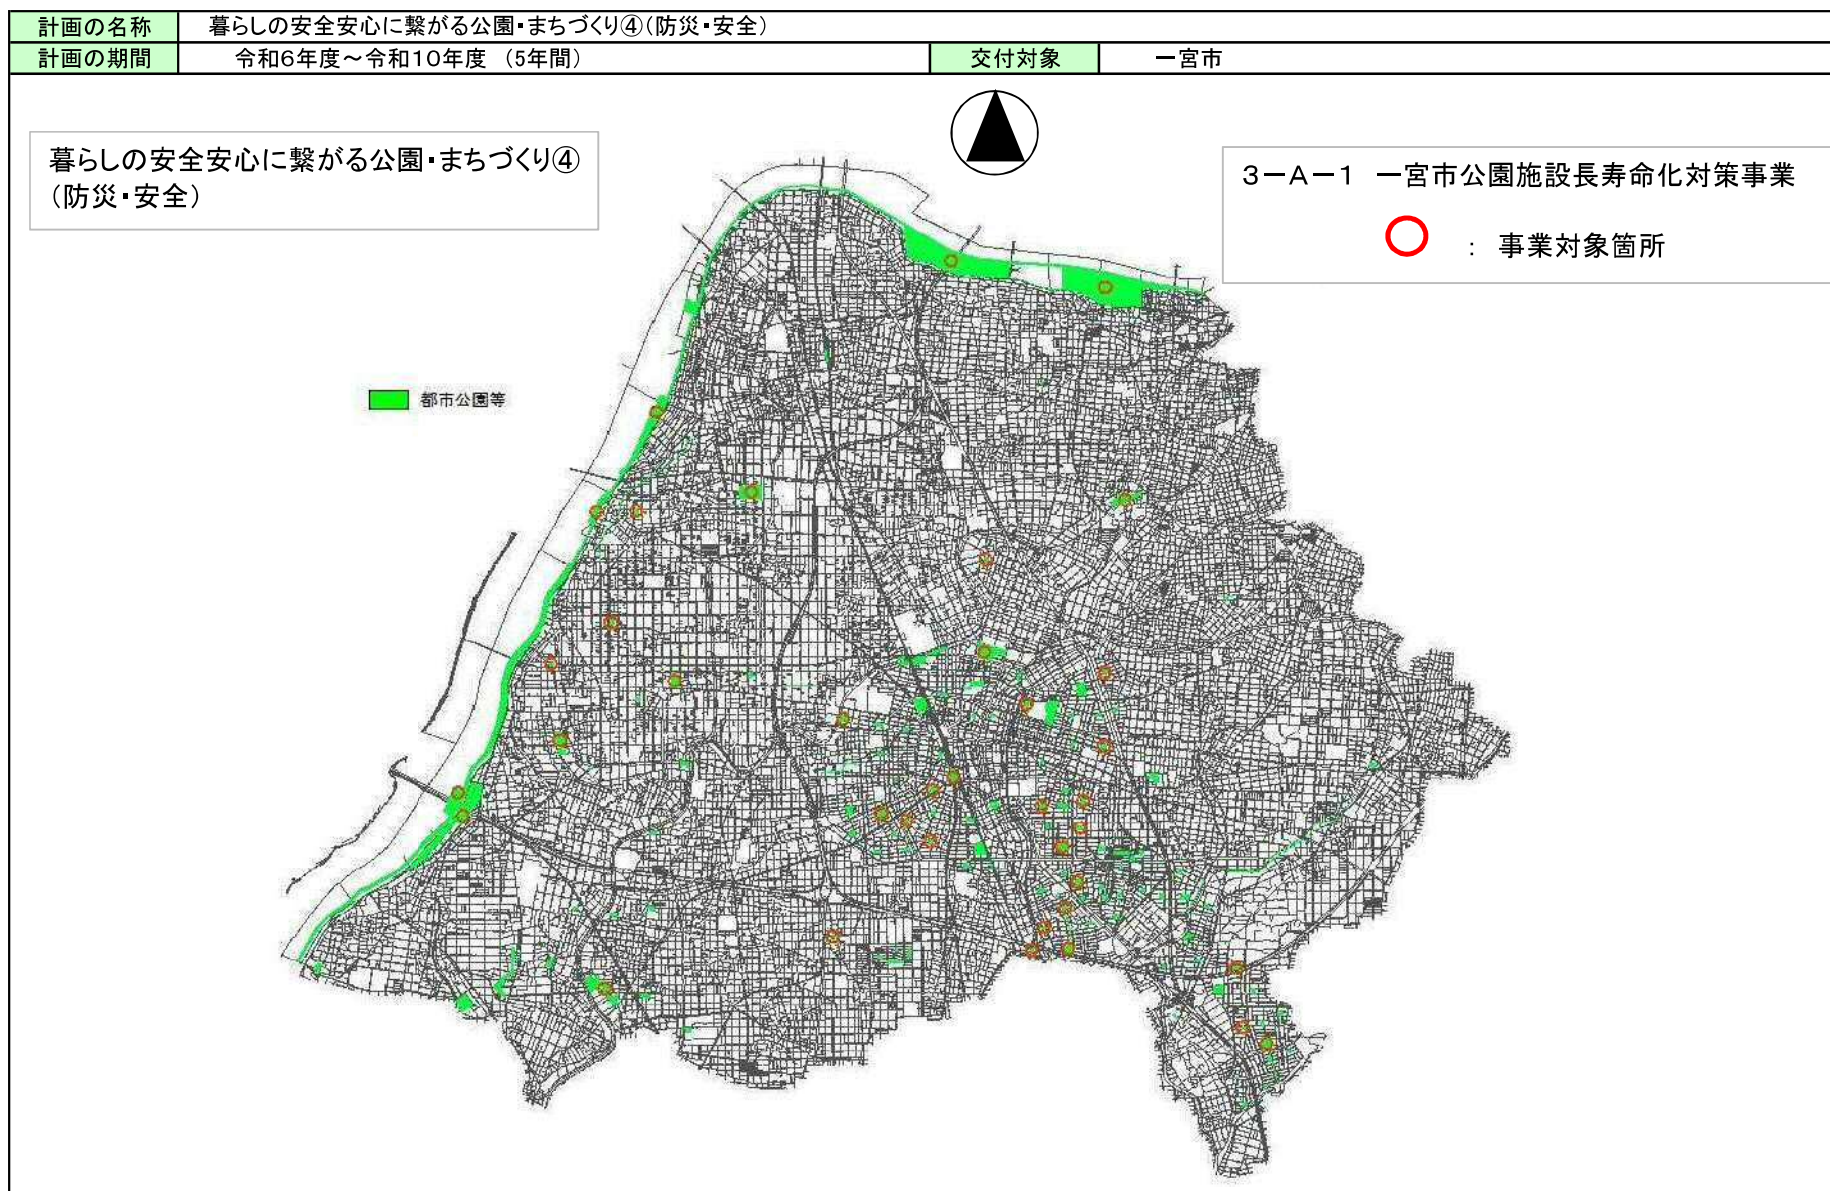 計画の名称 暮らしの安全安心に繋がる公園・まちづくり④(防災・安全)
計画の期間 令和6年度～令和10年度 (5年間) 交付対象 一宮市
暮らしの安全安心に繋がる公園・まちづくり④
(防災・安全)
3－A－1 一宮市公園施設長寿命化対策事業
： 事業対象箇所
都市公園等